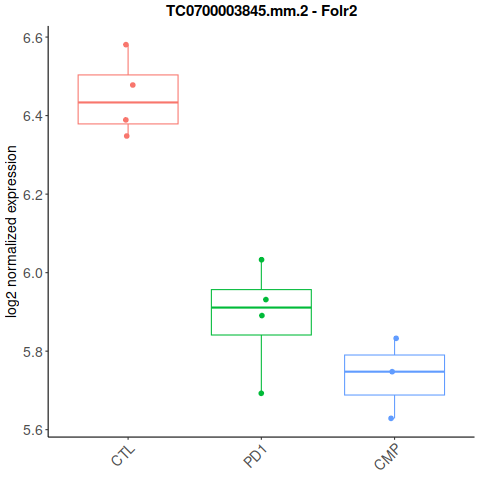 TC0700003845.mm.2 - Folr2
log2 normalized expression
6.6
6.4
6.2
6.0
5.8
5.6
CTL
PD1
CMP